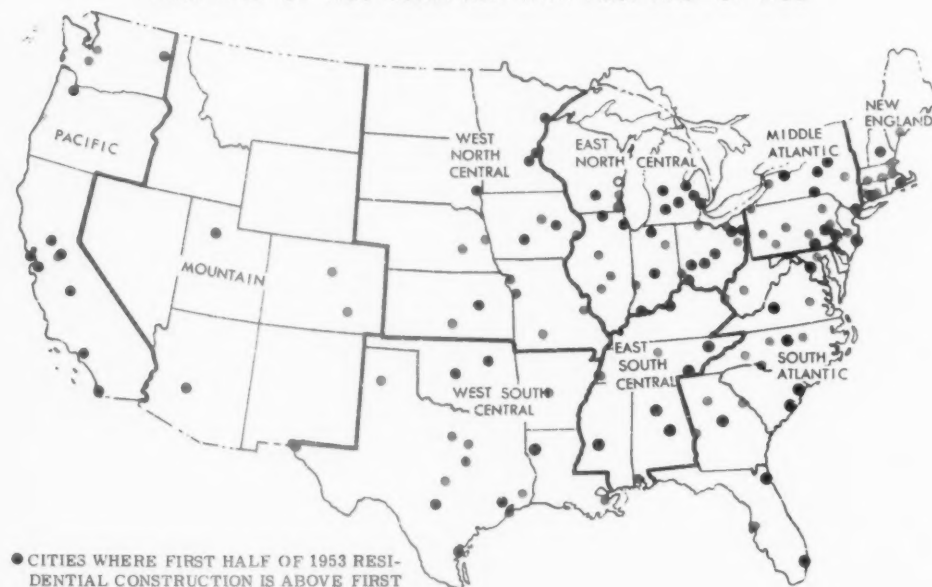 PACIFIC
MOUNTAIN
WEST
NORTH
CENTRAL
WEST SOUTH
CENTRAL
EAST
NORTH CENTRAL
EAST
SOUTH
CENTRAL
MIDDLE
ATLANTIC
NEW
ENGLAND
SOUTH
ATLANTIC
● CITIES WHERE FIRST HALF OF 1953 RESI-
DENTIAL CONSTRUCTION IS ABOVE FIRST